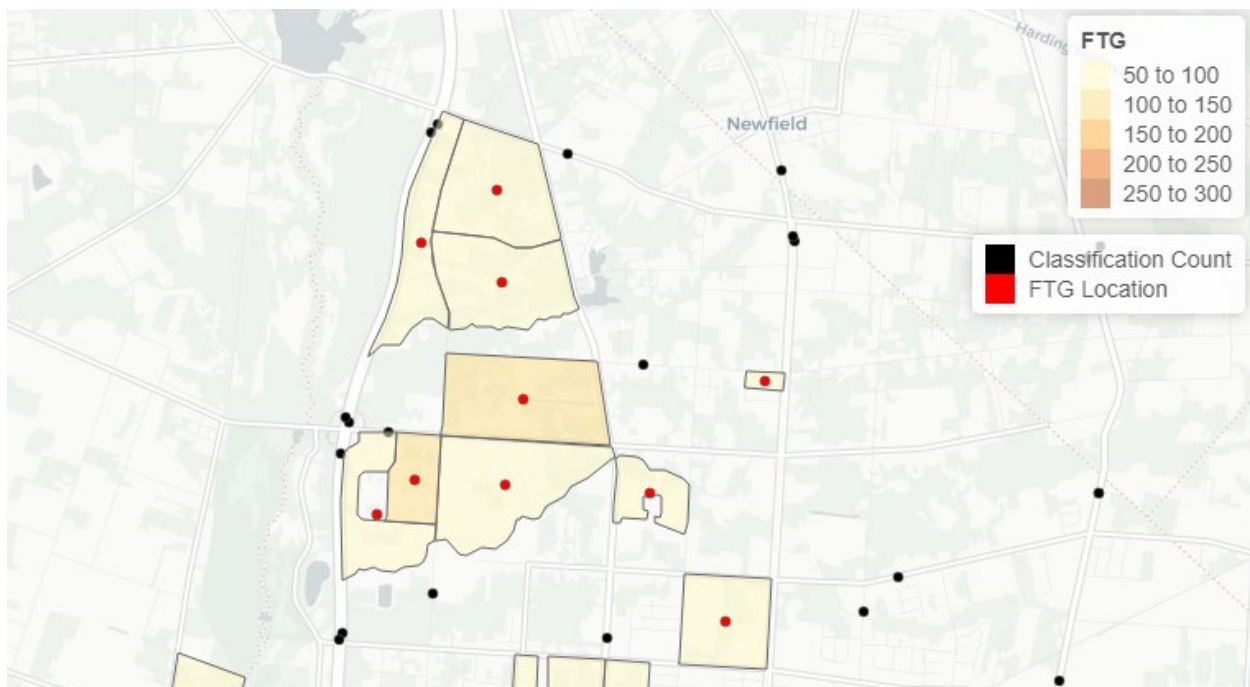 Harding
Newfield
FTG
50 to 100
100 to 150
150 to 200
200 to 250
250 to 300
Classification Count
FTG Location